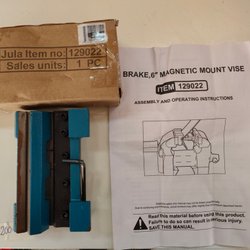 Jula Item no: 129022
Sales units: 1 PC
BRAKE,6" MAGNETIC MOUNT VISE
ITEM 129022
ASSEMBLY AND OPERATING INSTRUCTIONS
Read this material before using this product.
Failure to do so can result in serious injury.
SAVE THIS MANUAL.
200